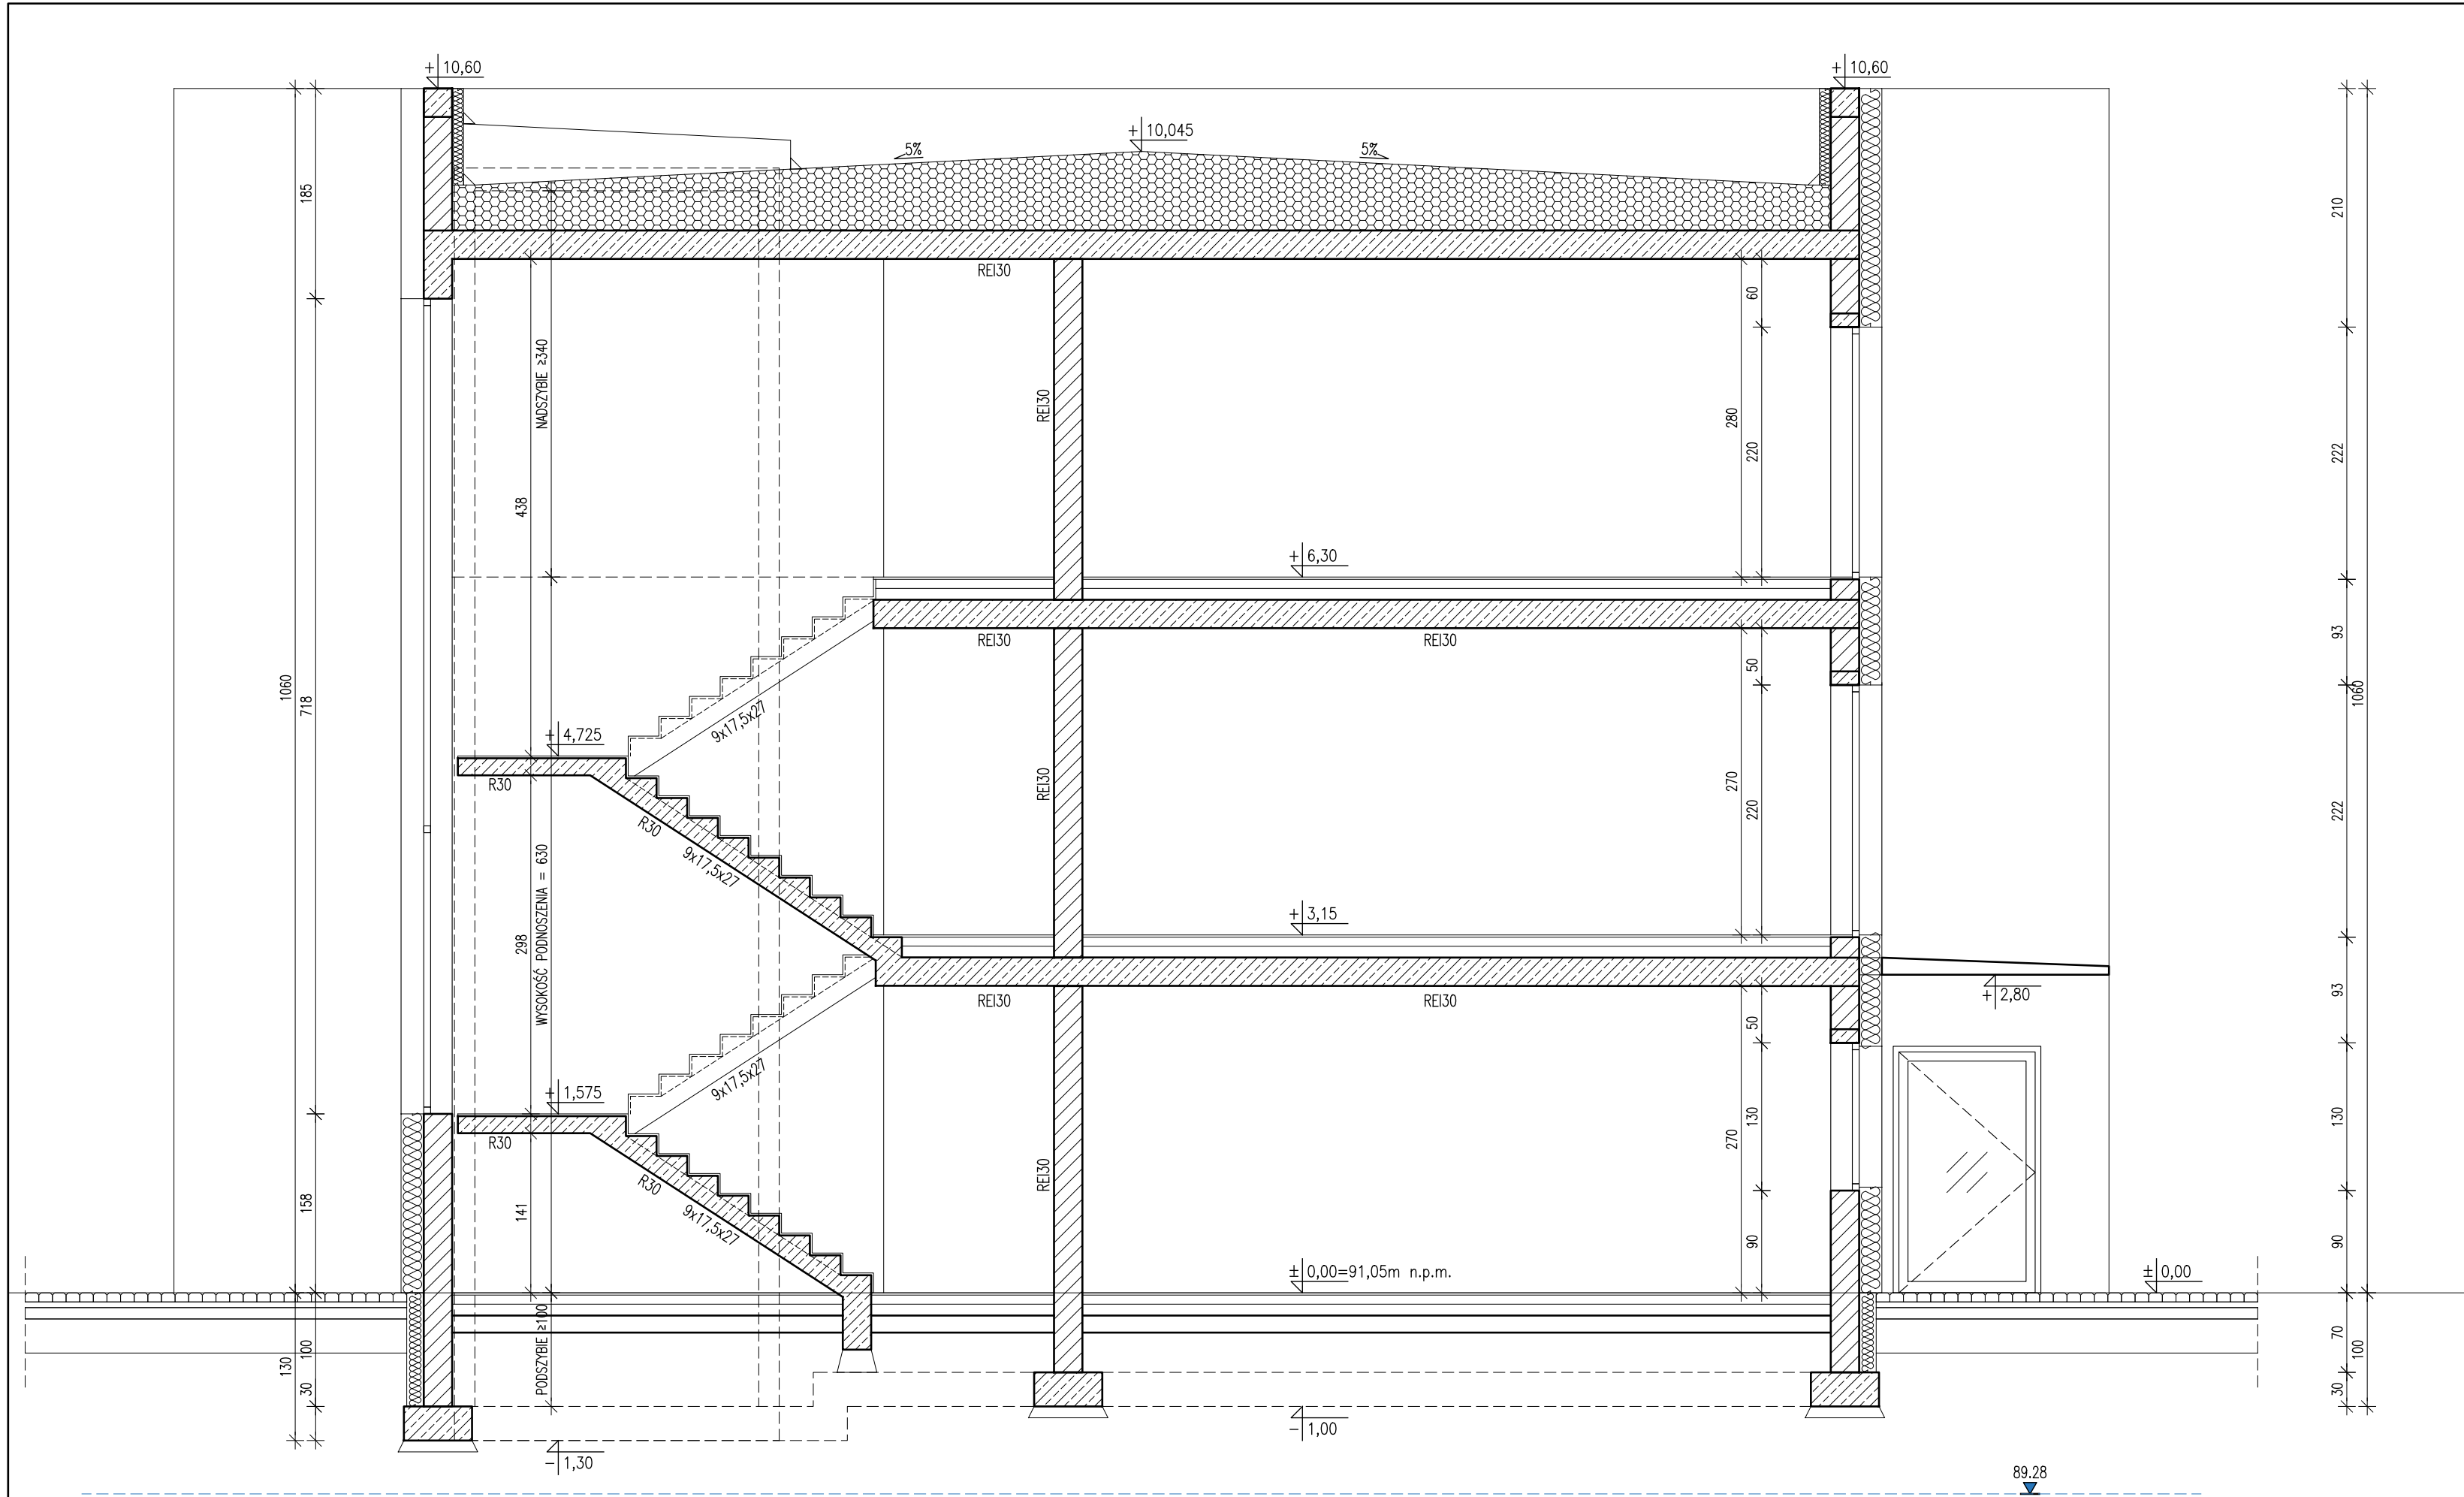 + 10,60
+ 10,60
+ 10,045
5%
5%
185
210
REI30
60
NADSZYBIE ≥340
REI30
280
220
222
438
+ 6,30
REI30
REI30
93
50
1060
718
1060
9x17,5x27
+ 4,725
R30
R30
REI30
270
220
222
9x17,5x27
WYSOKOŚĆ PODNOSZENIA = 630
298
+ 3,15
REI30
REI30
+ 2,80
93
50
9x17,5x27
+ 1,575
R30
R30
REI30
270
130
130
158
141
9x17,5x27
90
90
± 0,00=91,05m n.p.m.
± 0,00
PODSZYBIE ≥100
130
100
30
70
100
30
- 1,00
- 1,30
89.28